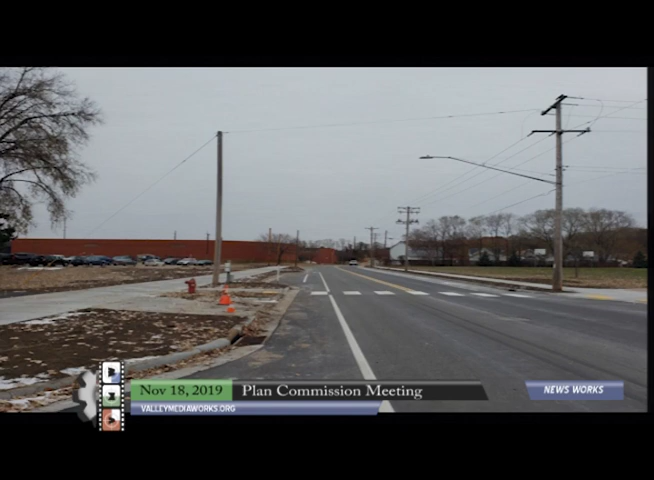 Nov 18, 2019 Plan Commission Meeting
NEWS WORKS
VALLEYMEDIAWORKS.ORG